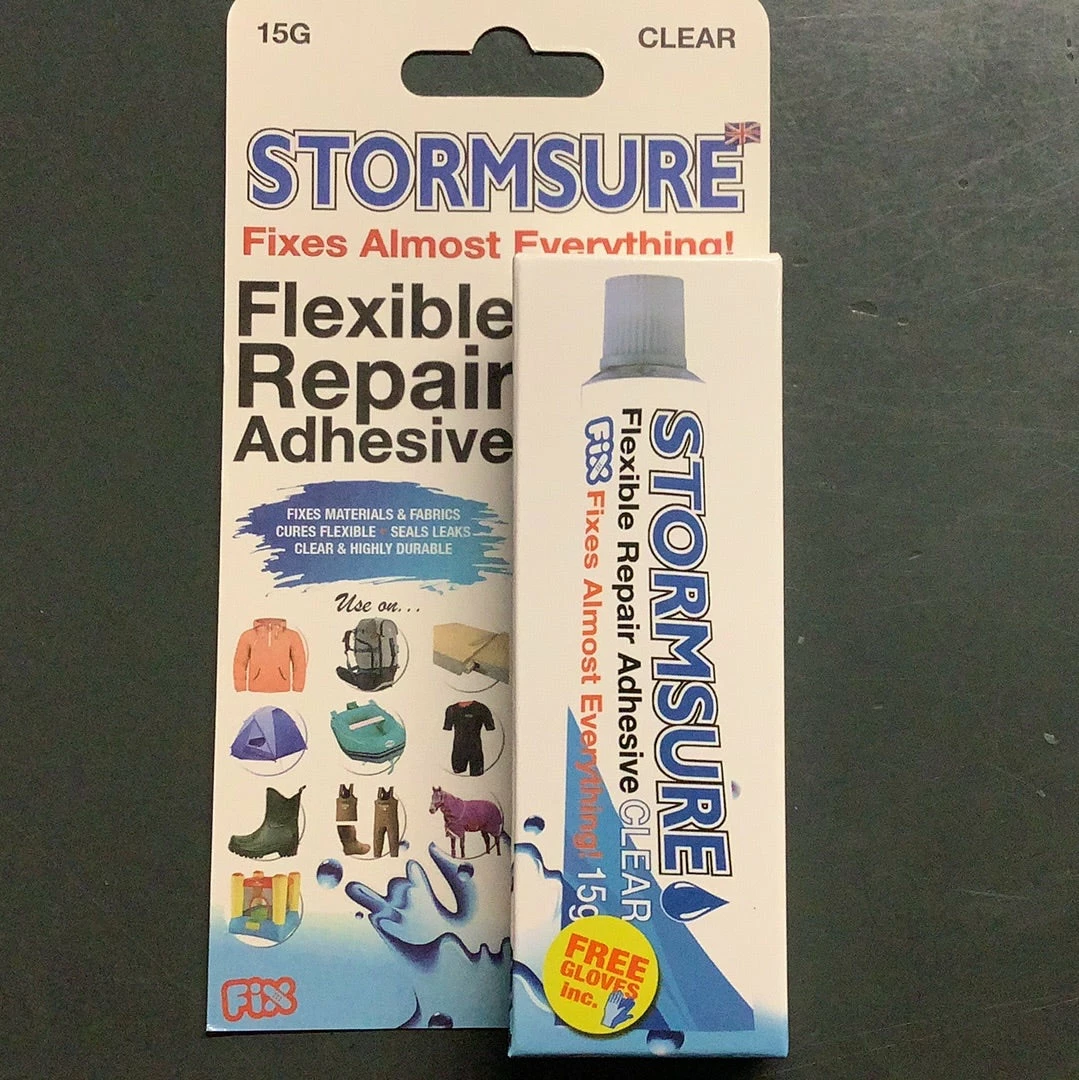 15G
CLEAR
STORMSURE
Fixes Almost Everything!
Flexible
Repair
Adhesive
FIXES MATERIALS & FABRICS
CURES FLEXIBLE • SEALS LEAKS
CLEAR & HIGHLY DURABLE
Use on...
Fix
STORMSURE
Flexible Repair Adhesive CLEAR
Fix Fixes Almost Everything! 15g
FREE
GLOVES
inc.